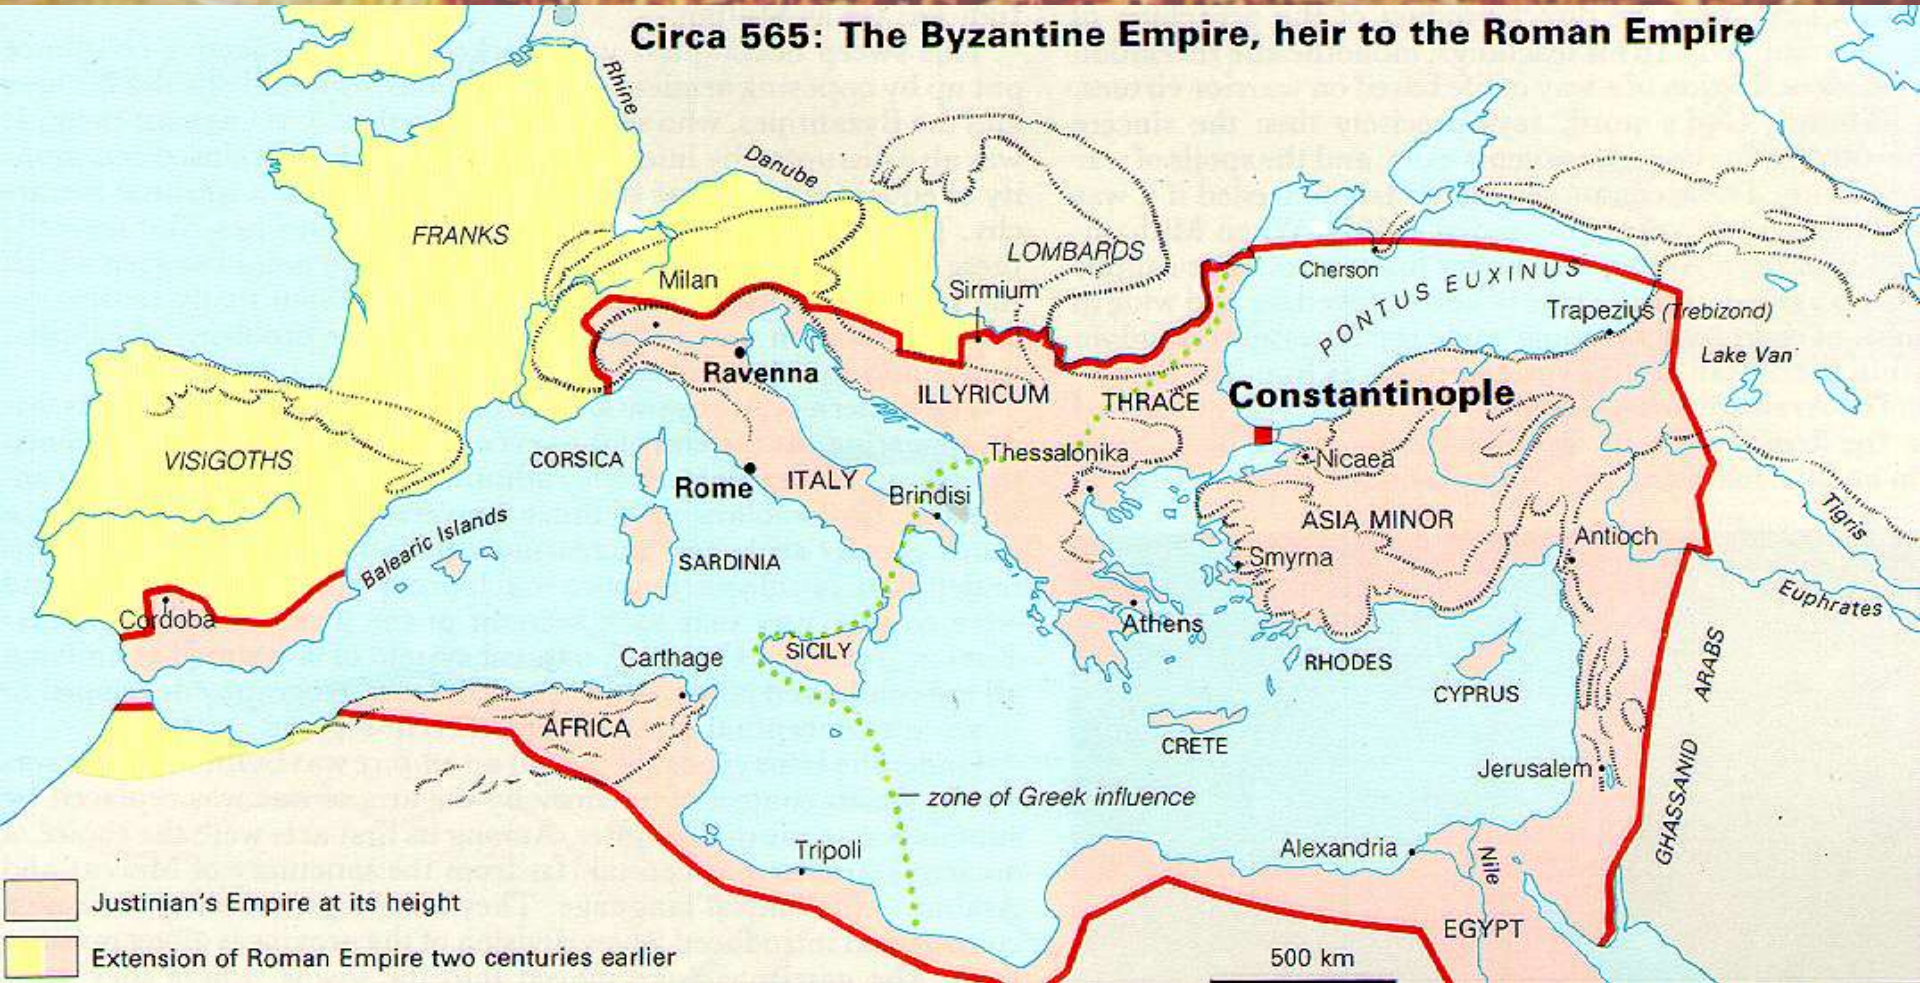 Circa 565: The Byzantine Empire, heir to the Roman Empire
Rhine
Danube
FRANKS
LOMBARDS
Milan
Sirmium
Cherson
PONTUS EUXINUS
Trapezius (Trebizond)
Lake Van
Ravenna
ILLYRICUM
THRACE
Constantinople
VISIGOTHS
CORSICA
Rome
ITALY
Thessalonika
Nicaea
Brindisi
Balearic Islands
SARDINIA
ASIA MINOR
Antioch
Tigris
Smyrna
Euphrates
Cordoba
Athens
Carthage
SICILY
RHODES
CYPRUS
AFRICA
CRETE
GHASSAND ARABS
Jerusalem
zone of Greek influence
Tripoli
Alexandria
Nile
EGYPT
Justinian's Empire at its height
Extension of Roman Empire two centuries earlier
500 km